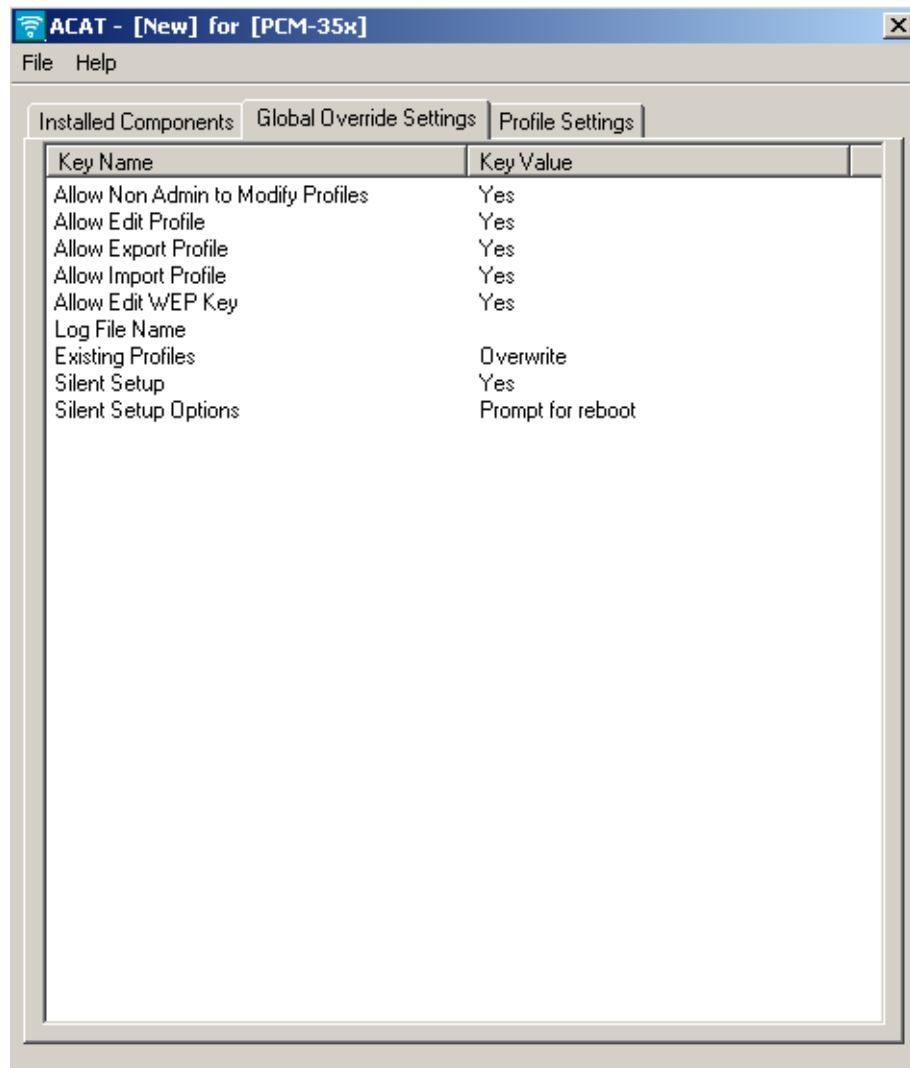 ACAT - [New] for [PCM-35x]
File Help
Installed Components Global Override Settings Profile Settings
Key Name Key Value
Allow Non Admin to Modify Profiles Yes
Allow Edit Profile Yes
Allow Export Profile Yes
Allow Import Profile Yes
Allow Edit WEP Key Yes
Log File Name
Existing Profiles Overwrite
Silent Setup Yes
Silent Setup Options Prompt for reboot